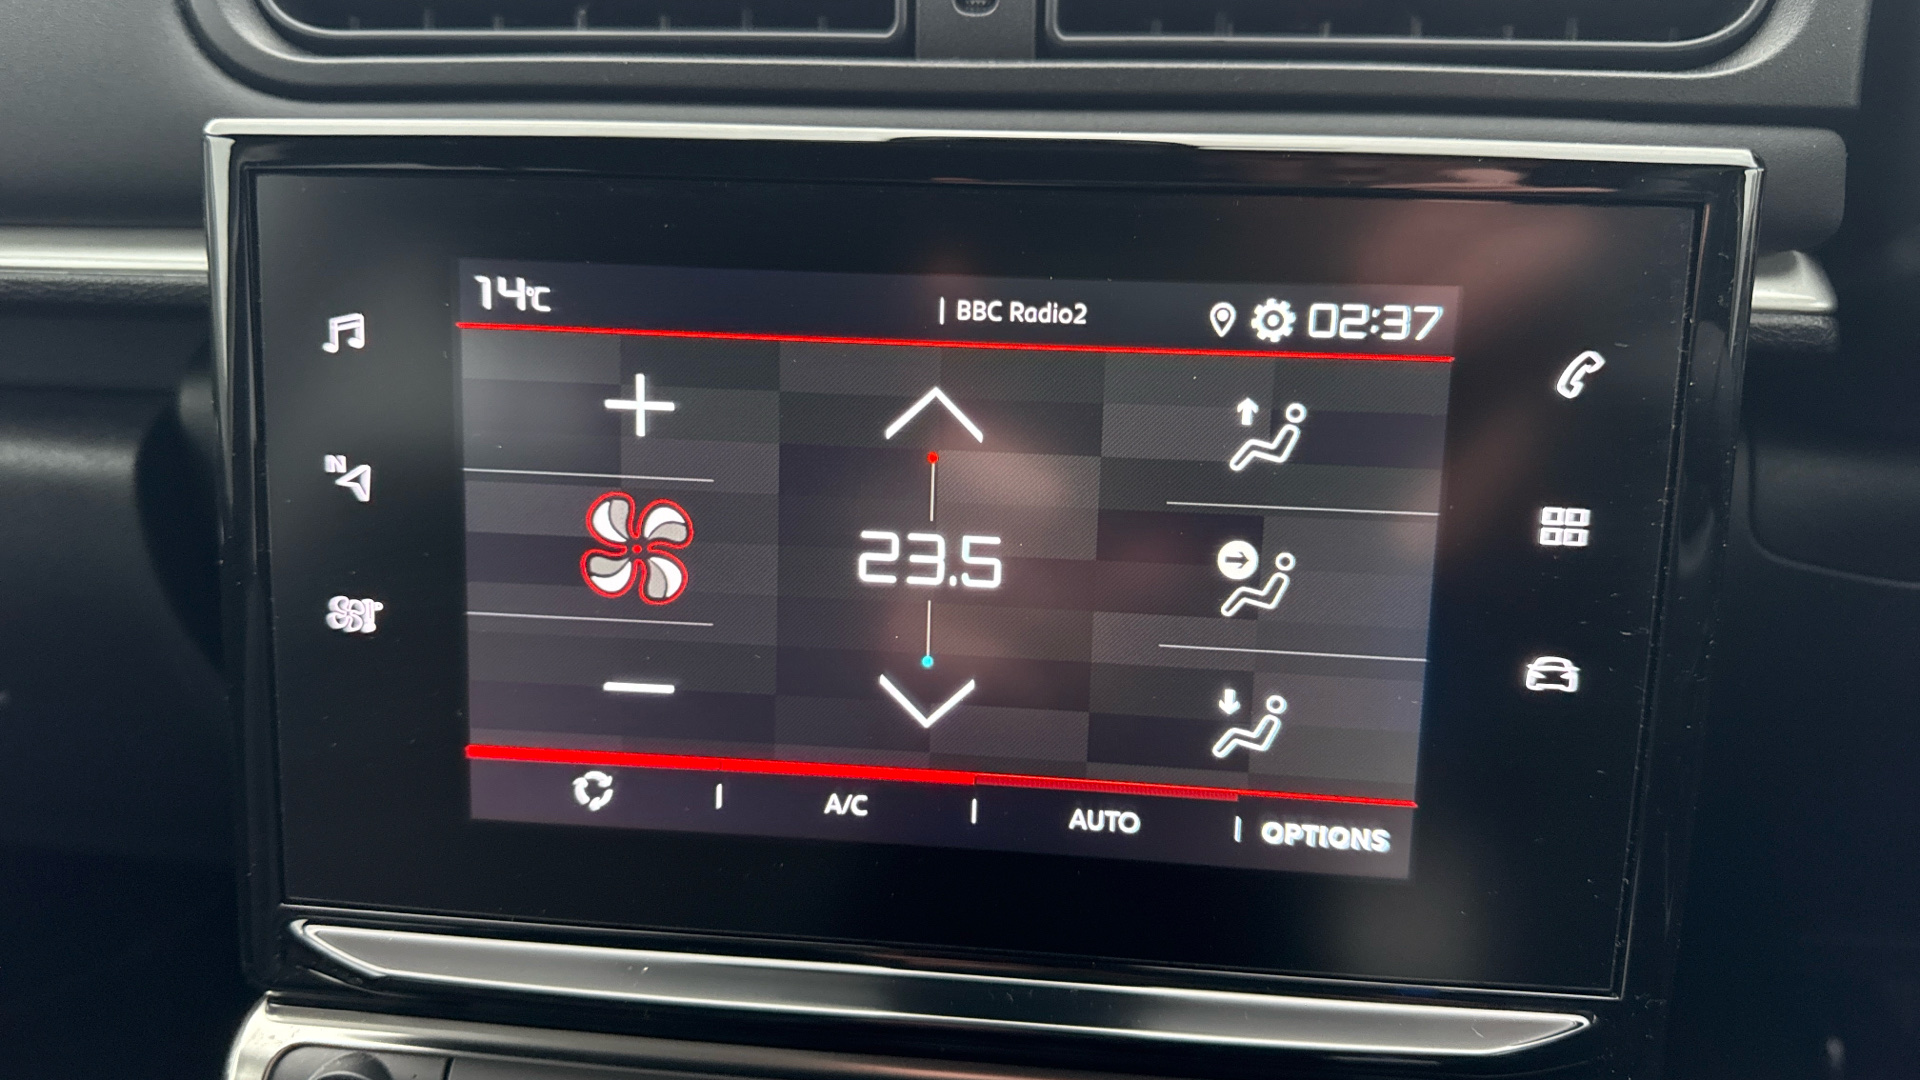 14°C
| BBC Radio2
02:37
N
23.5
A/C
AUTO
OPTIONS